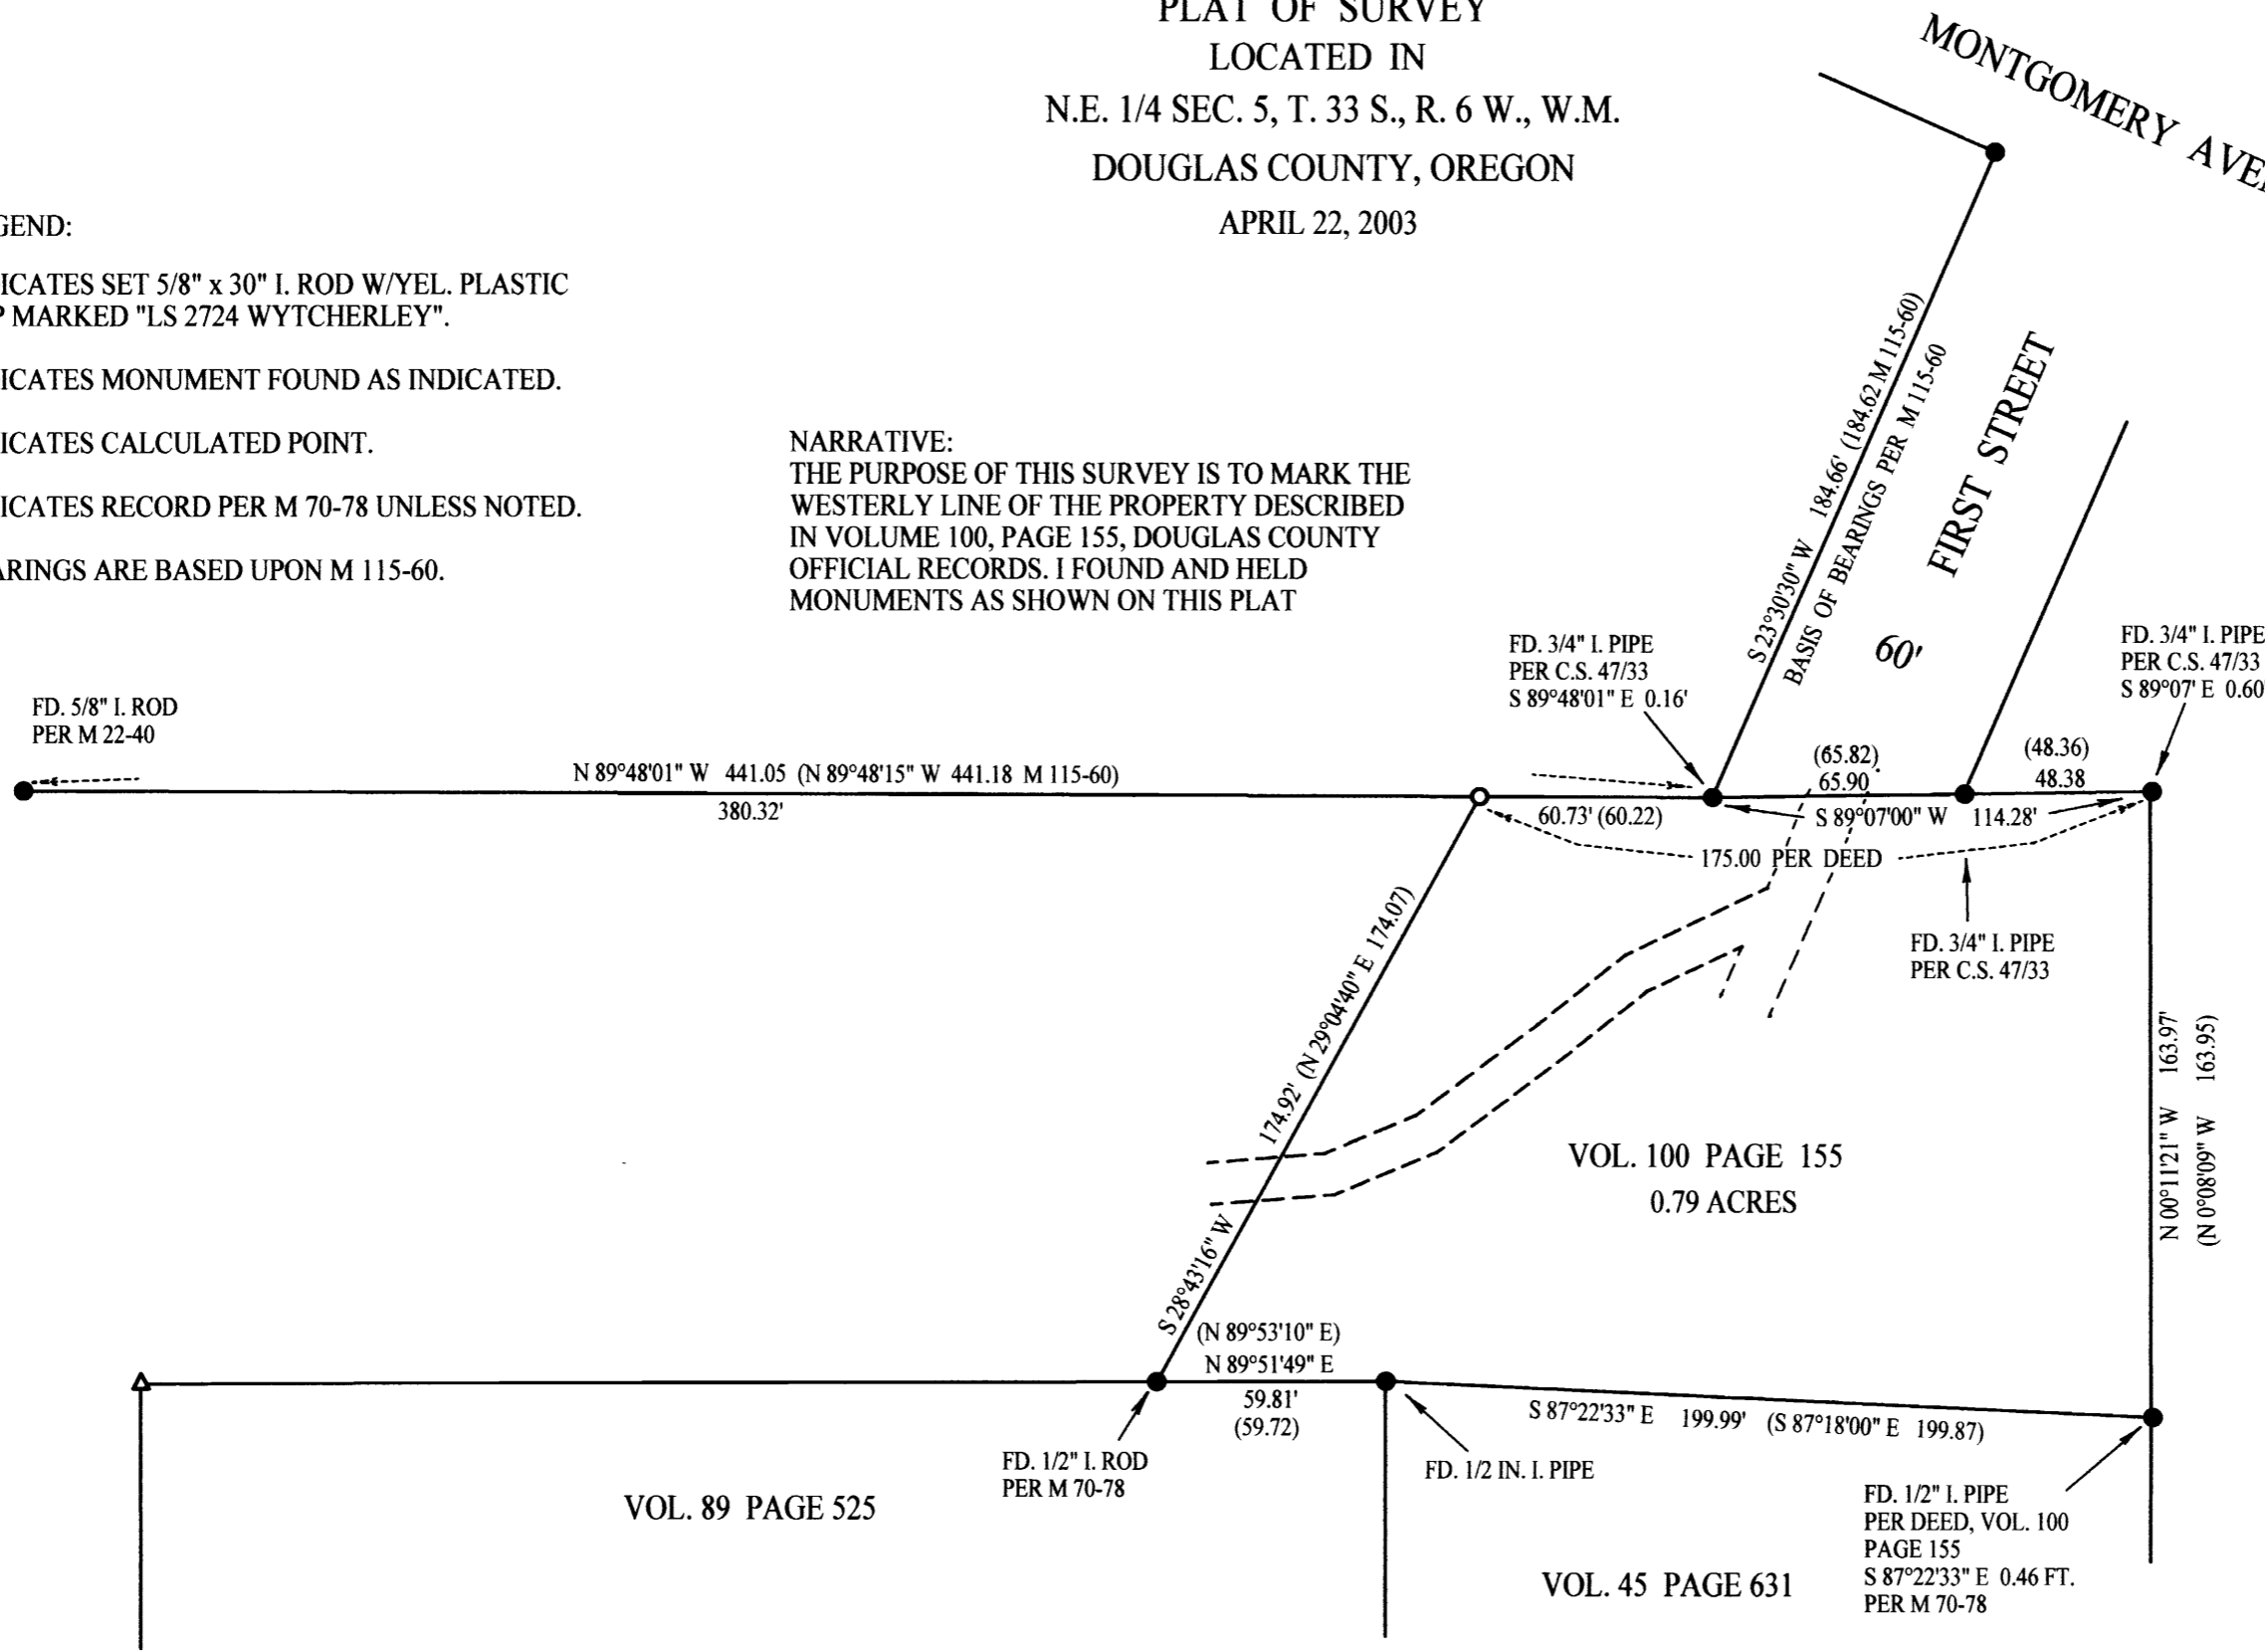 PLAT OF SURVEY
LOCATED IN
N.E. 1/4 SEC. 5, T. 33 S., R. 6 W., W.M.
DOUGLAS COUNTY, OREGON
APRIL 22, 2003
MONTGOMERY AVE
GEND:
ICATES SET 5/8" x 30" I. ROD W/YEL. PLASTIC
P MARKED "LS 2724 WYTCHERLEY".
ICATES MONUMENT FOUND AS INDICATED.
ICATES CALCULATED POINT.
ICATES RECORD PER M 70-78 UNLESS NOTED.
ARINGS ARE BASED UPON M 115-60.
NARRATIVE:
THE PURPOSE OF THIS SURVEY IS TO MARK THE
WESTERLY LINE OF THE PROPERTY DESCRIBED
IN VOLUME 100, PAGE 155, DOUGLAS COUNTY
OFFICIAL RECORDS. I FOUND AND HELD
MONUMENTS AS SHOWN ON THIS PLAT
S 23°30'30" W 184.66' (184.62 M 115-60)
BASIS OF BEARINGS PER M 115-60
FIRST STREET
60'
FD. 3/4" I. PIPE
PER C.S. 47/33
S 89°48'01" E 0.16'
FD. 3/4" I. PIPE
PER C.S. 47/33
S 89°07' E 0.60
FD. 5/8" I. ROD
PER M 22-40
N 89°48'01" W 441.05 (N 89°48'15" W 441.18 M 115-60)
380.32'
60.73' (60.22)
(65.82)
65.90
(48.36)
48.38
S 89°07'00" W 114.28'
175.00 PER DEED
FD. 3/4" I. PIPE
PER C.S. 47/33
S 28°43'16" W 174.92' (N 29°04'40" E 174.07)
N 00°11'21" W 163.97'
(N 0°08'09" W 163.95)
VOL. 100 PAGE 155
0.79 ACRES
(N 89°53'10" E)
N 89°51'49" E
59.81'
(59.72)
S 87°22'33" E 199.99' (S 87°18'00" E 199.87)
FD. 1/2" I. ROD
PER M 70-78
FD. 1/2 IN. I. PIPE
VOL. 89 PAGE 525
VOL. 45 PAGE 631
FD. 1/2" I. PIPE
PER DEED, VOL. 100
PAGE 155
S 87°22'33" E 0.46 FT.
PER M 70-78